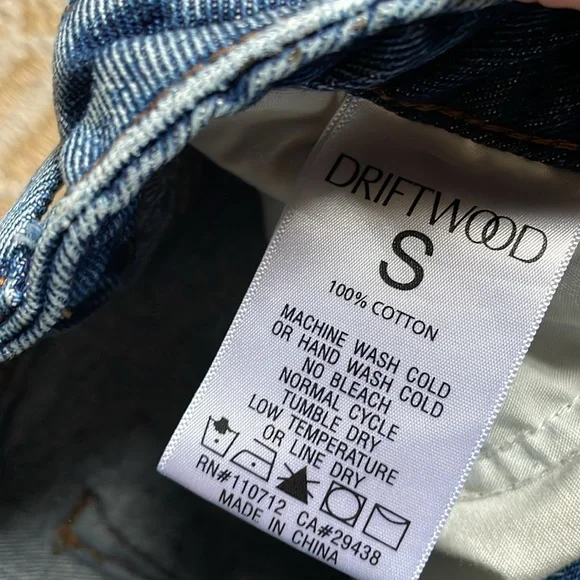 DRIFTWOOD
S
100% COTTON
MACHINE WASH COLD
OR HAND WASH COLD
NO BLEACH
NORMAL CYCLE
TUMBLE DRY
LOW TEMPERATURE
OR LINE DRY
RN#110712 CA#29438
MADE IN CHINA